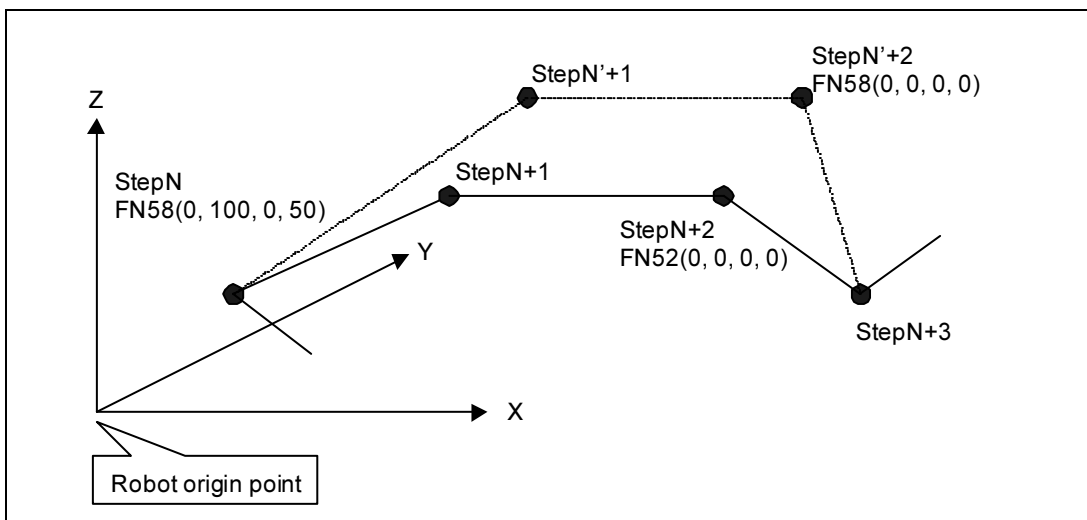 StepN'+1
StepN'+2
FN58(0, 0, 0, 0)
Z
StepN
FN58(0, 100, 0, 50)
StepN+1
StepN+2
FN52(0, 0, 0, 0)
Y
StepN+3
X
Robot origin point